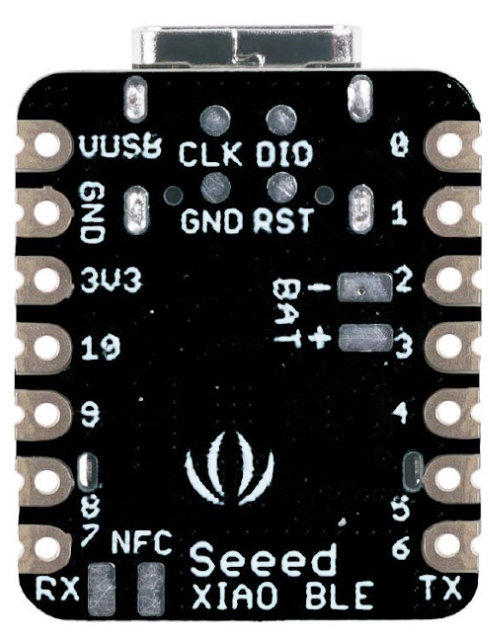 VUSB CLK DIO 0
GND GND RST 1
3V3 - 2
BAT
10 + 3
9 4
8 5
7 NFC Seeed 6
RX XIAO BLE TX